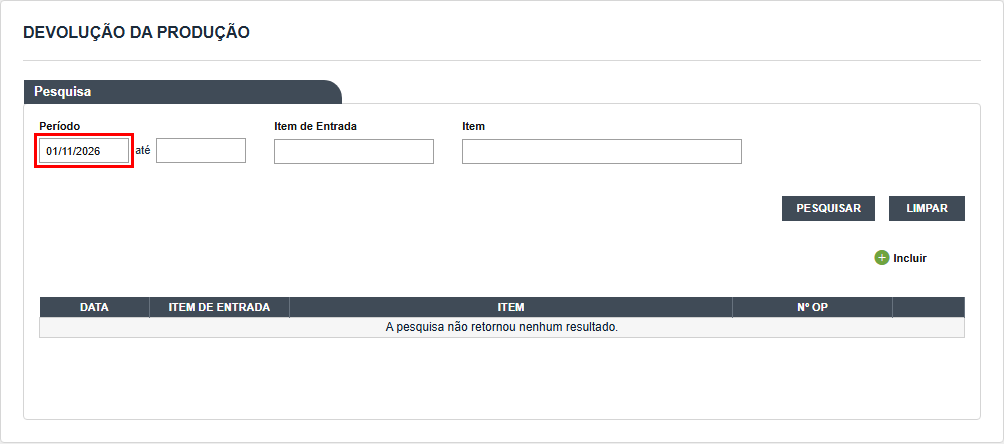 DEVOLUÇÃO DA PRODUÇÃO
Pesquisa
Período Item de Entrada Item
01/11/2026 até
PESQUISAR LIMPAR
+ Incluir
DATA ITEM DE ENTRADA ITEM Nº OP
A pesquisa não retornou nenhum resultado.